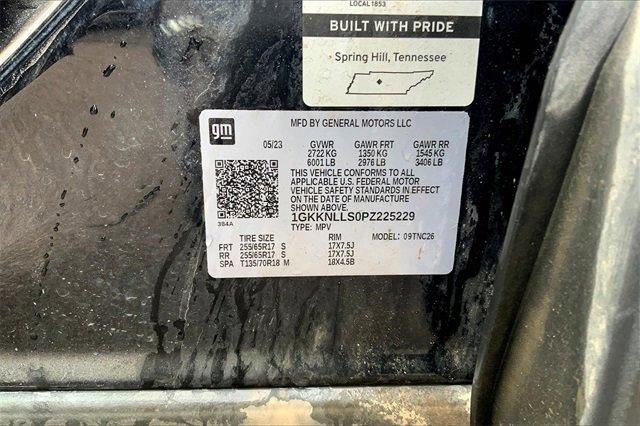 LOCAL 1853
BUILT WITH PRIDE
Spring Hill, Tennessee
gm
MFD BY GENERAL MOTORS LLC
05/23 GVWR GAWR FRT GAWR RR
2722 KG 1350 KG 1545 KG
6001 LB 2976 LB 3406 LB
THIS VEHICLE CONFORMS TO ALL
APPLICABLE U.S. FEDERAL MOTOR
VEHICLE SAFETY STANDARDS IN EFFECT
ON THE DATE OF MANUFACTURE SHOWN
ABOVE.
1GKKNLLS0PZ225229
384A
TYPE: MPV
TIRE SIZE RIM MODEL: 09TNC26
FRT 255/65R17 S 17X7.5J
RR 255/65R17 S 17X7.5J
SPA T135/70R18 M 18X4.5B